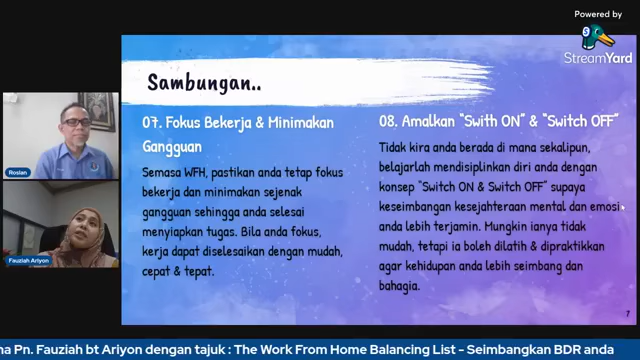 Powered by
StreamYard
Sambungan..
07. Fokus Bekerja & Minimakan
Gangguan
Semasa WFH, pastikan anda tetap fokus
bekerja dan minimakan sejenak
gangguan sehingga anda selesai
menyiapkan tugas. Bila anda fokus,
kerja dapat diselesaikan dengan mudah,
cepat & tepat.
08. Amalkan "Swith ON" & "Switch OFF"
Tidak kira anda berada di mana sekalipun,
belajarlah mendisiplinkan diri anda dengan
konsep "Switch ON & Switch OFF" supaya
keseimbangan kesejahteraan mental dan emosi
anda lebih terjamin. Mungkin ianya tidak
mudah, tetapi ia boleh dilatih & dipraktikkan
agar kehidupan anda lebih seimbang dan
bahagia.
7
Roslan
Fauziah Ariyon
na Pn. Fauziah bt Ariyon dengan tajuk : The Work From Home Balancing List - Seimbangkan BDR anda